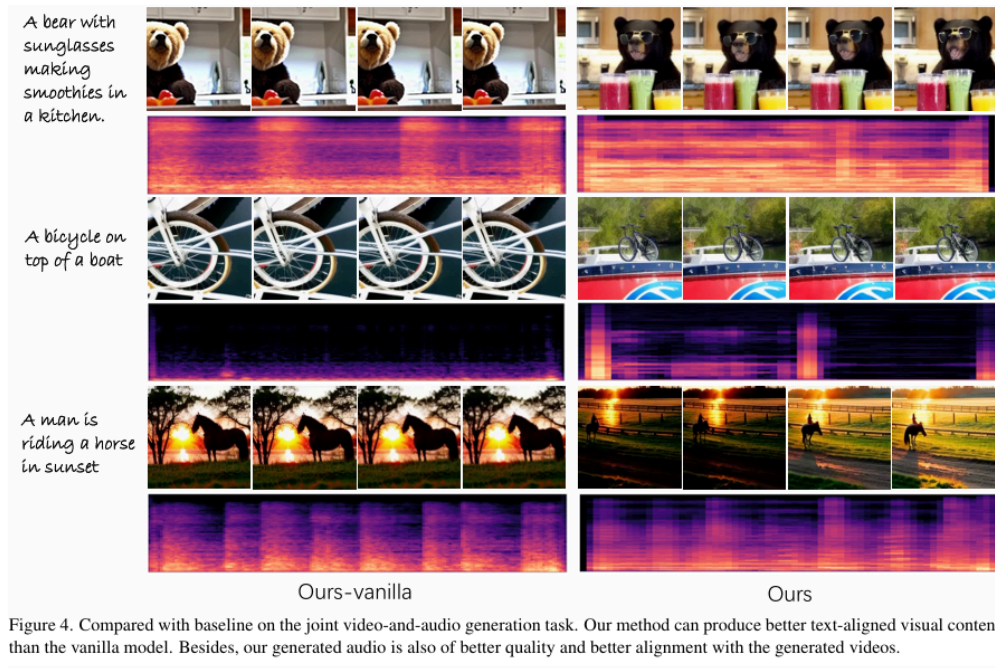 A bear with
sunglasses
making
smoothies in
a kitchen.
A bicycle on
top of a boat
A man is
riding a horse
in sunset
Ours-vanilla
Ours
Figure 4. Compared with baseline on the joint video-and-audio generation task. Our method can produce better text-aligned visual conten
than the vanilla model. Besides, our generated audio is also of better quality and better alignment with the generated videos.